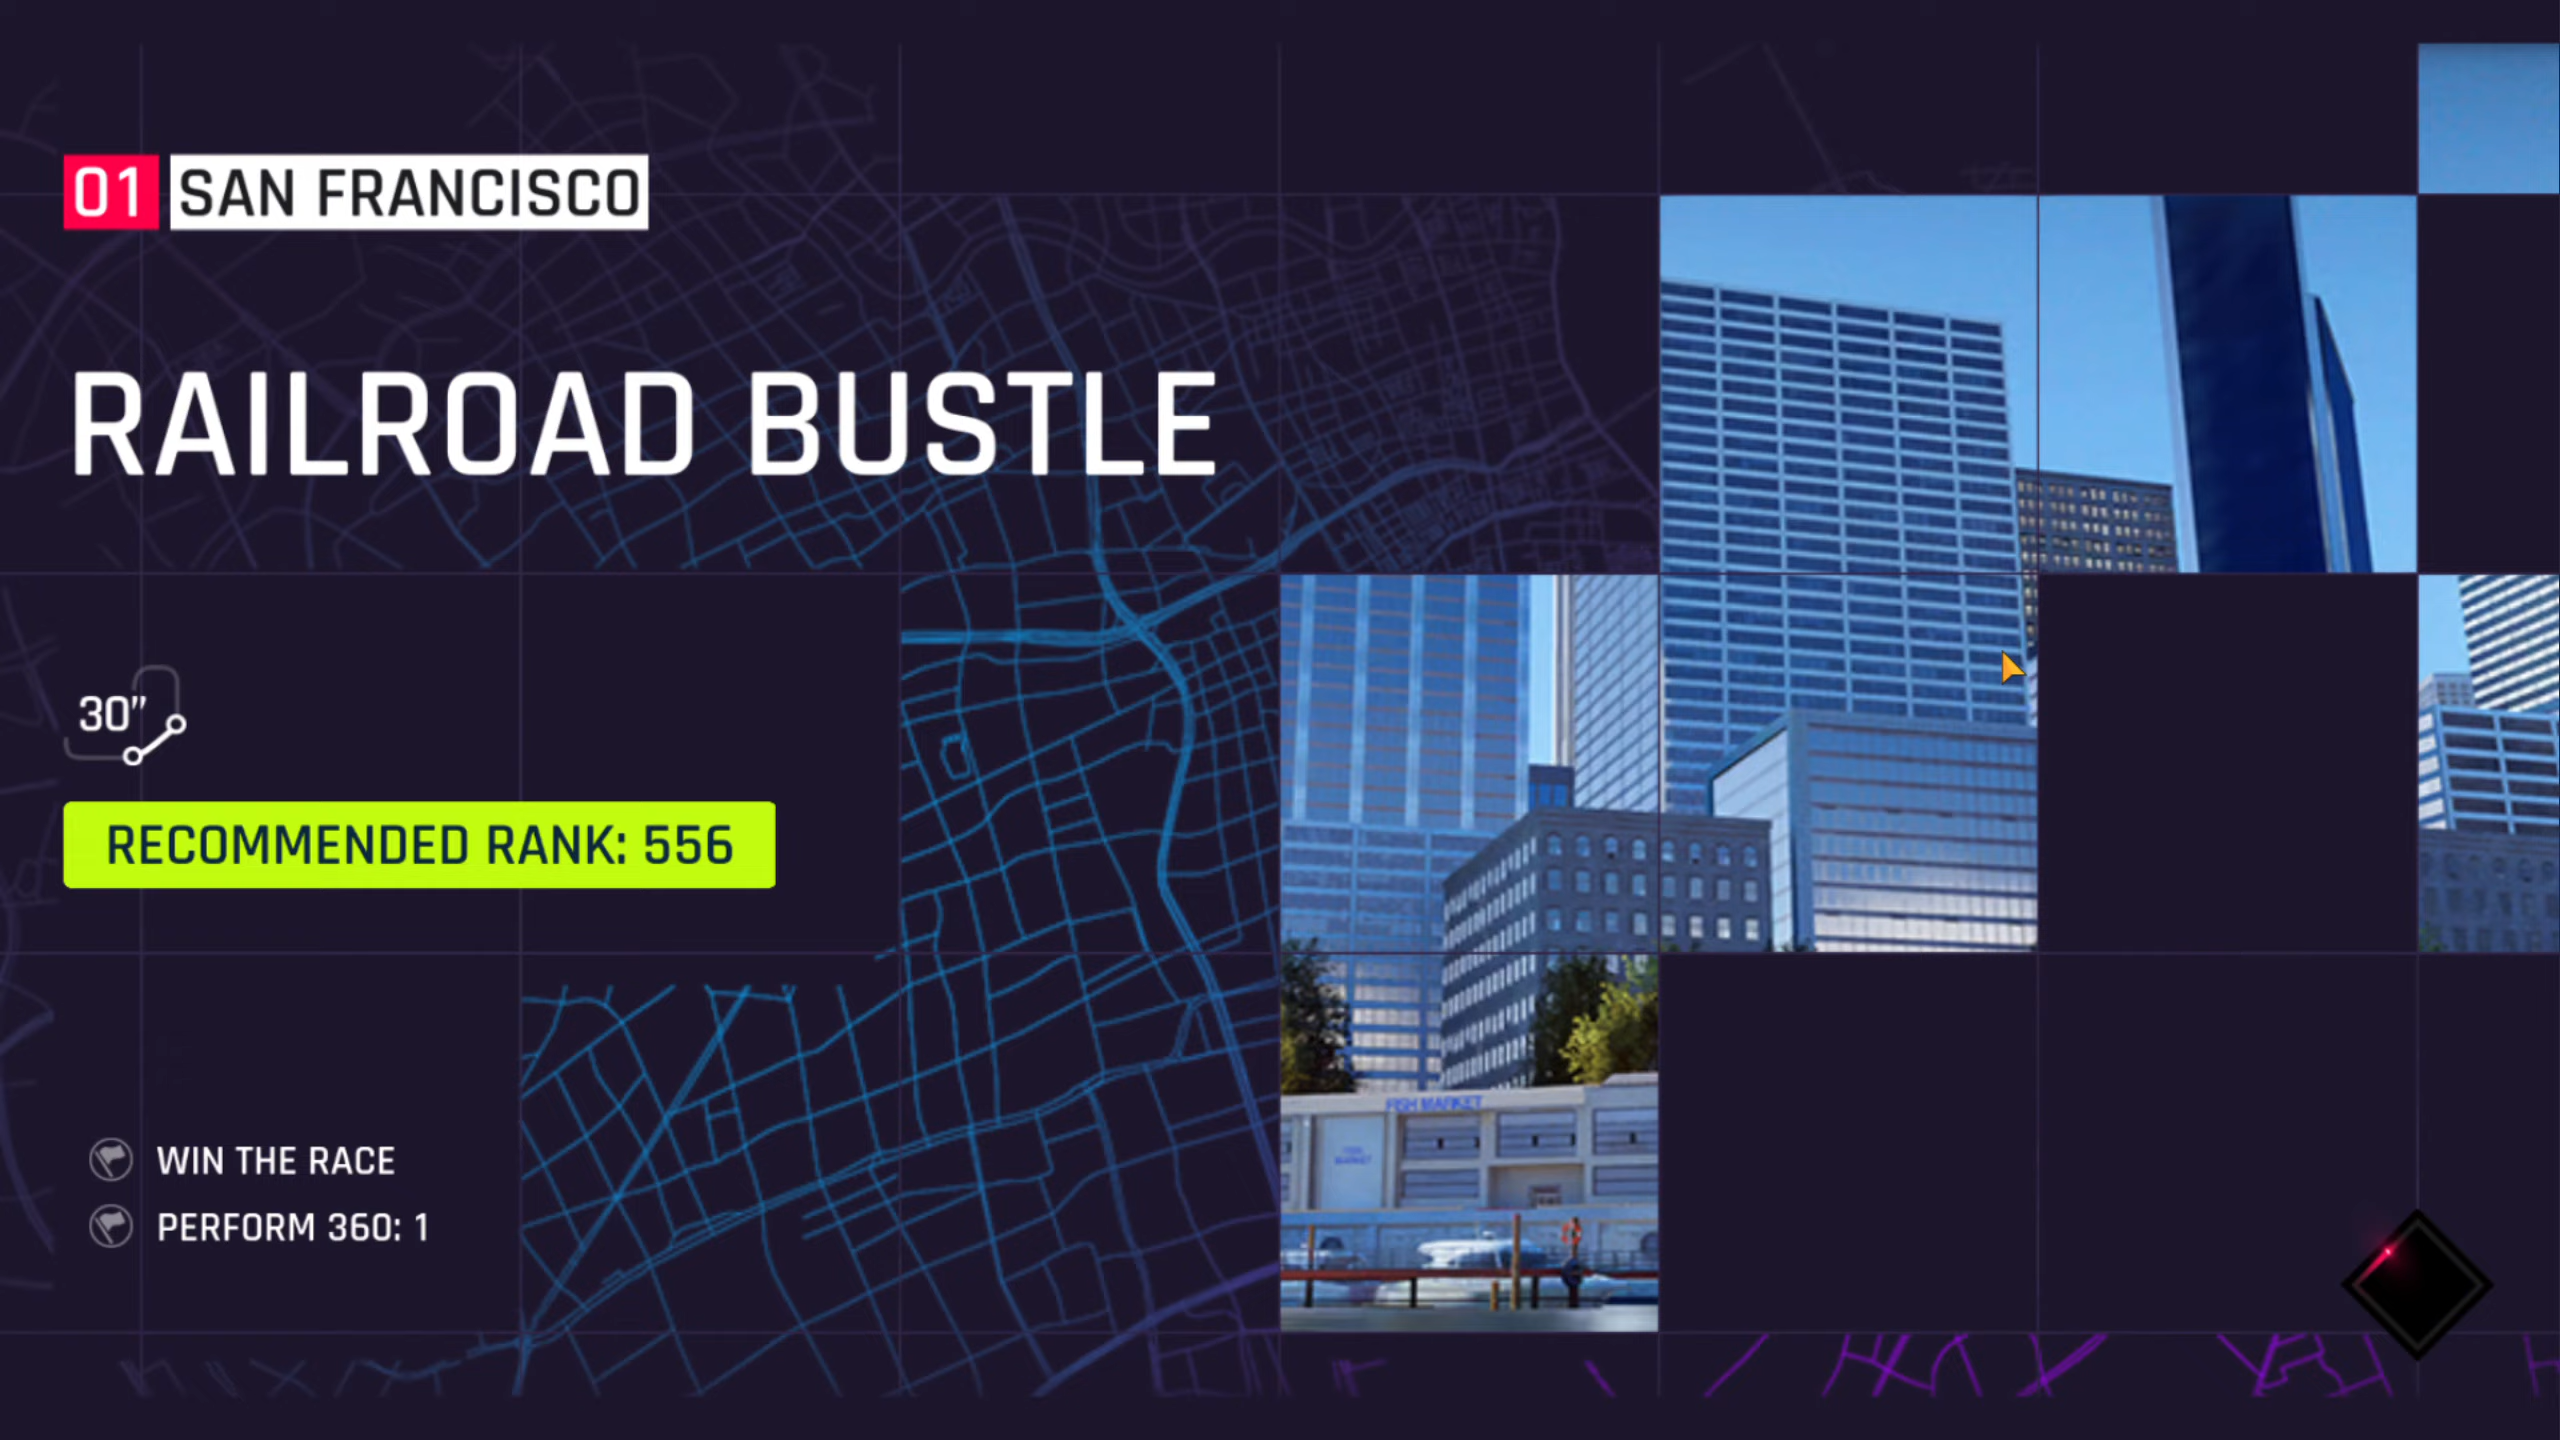 01 SAN FRANCISCO
RAILROAD BUSTLE
30”
RECOMMENDED RANK: 556
WIN THE RACE
PERFORM 360: 1
FISH MARKET